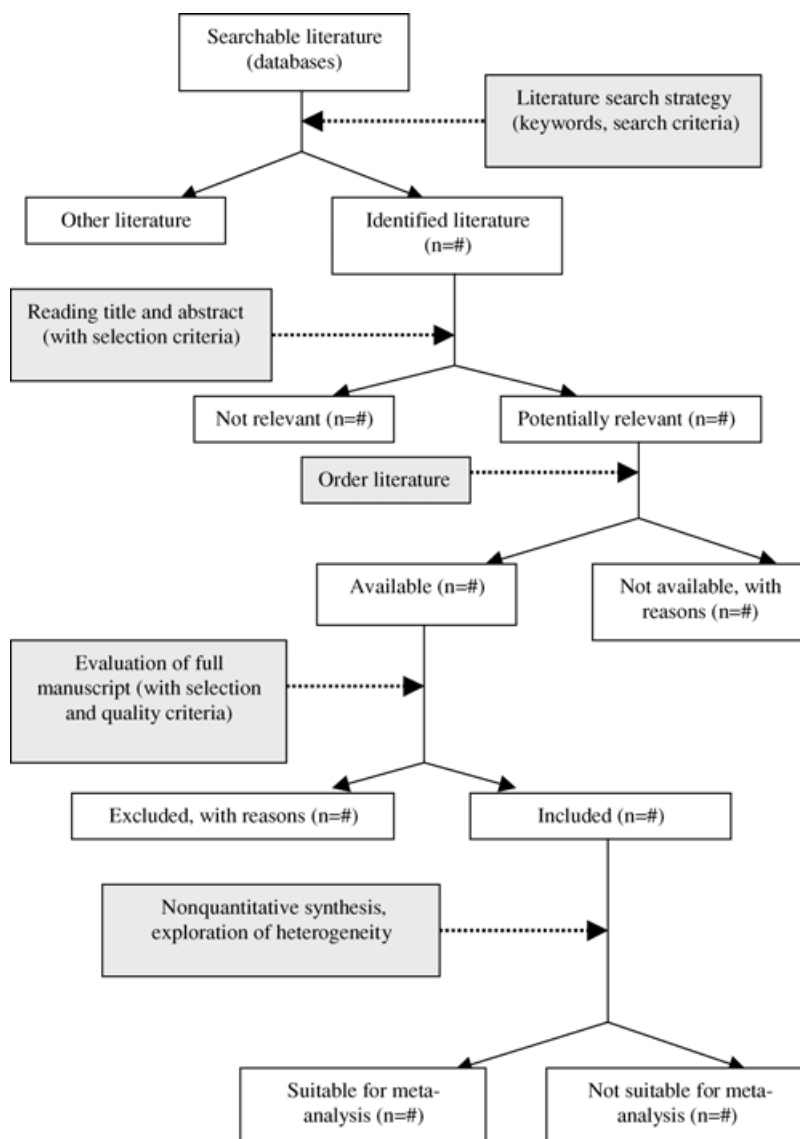 Searchable literature
(databases)
Literature search strategy
(keywords, search criteria)
Other literature
Identified literature
(n=#)
Reading title and abstract
(with selection criteria)
Not relevant (n=#)
Potentially relevant (n=#)
Order literature
Available (n=#)
Not available, with
reasons (n=#)
Evaluation of full
manuscript (with selection
and quality criteria)
Excluded, with reasons (n=#)
Included (n=#)
Nonquantitative synthesis,
exploration of heterogeneity
Suitable for meta-
analysis (n=#)
Not suitable for meta-
analysis (n=#)